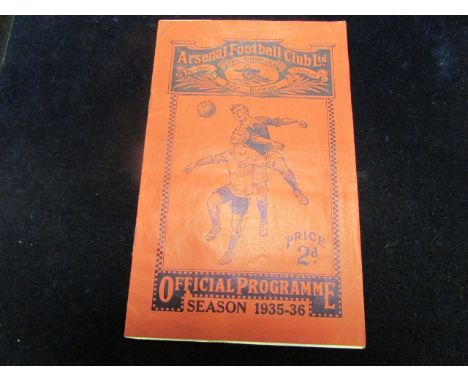 Arsenal Football Club Ltd
PRICE
2d.
OFFICIAL PROGRAMME
SEASON 1935-36